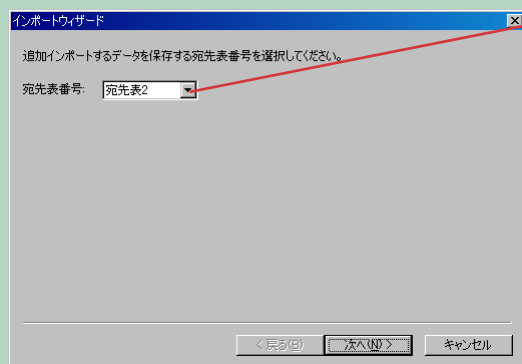 インポートウィザード
追加インポートするデータを保存する宛先表番号を選択してください。
宛先表番号: 宛先表2
< 戻る(B) 次へ(N) > キャンセル